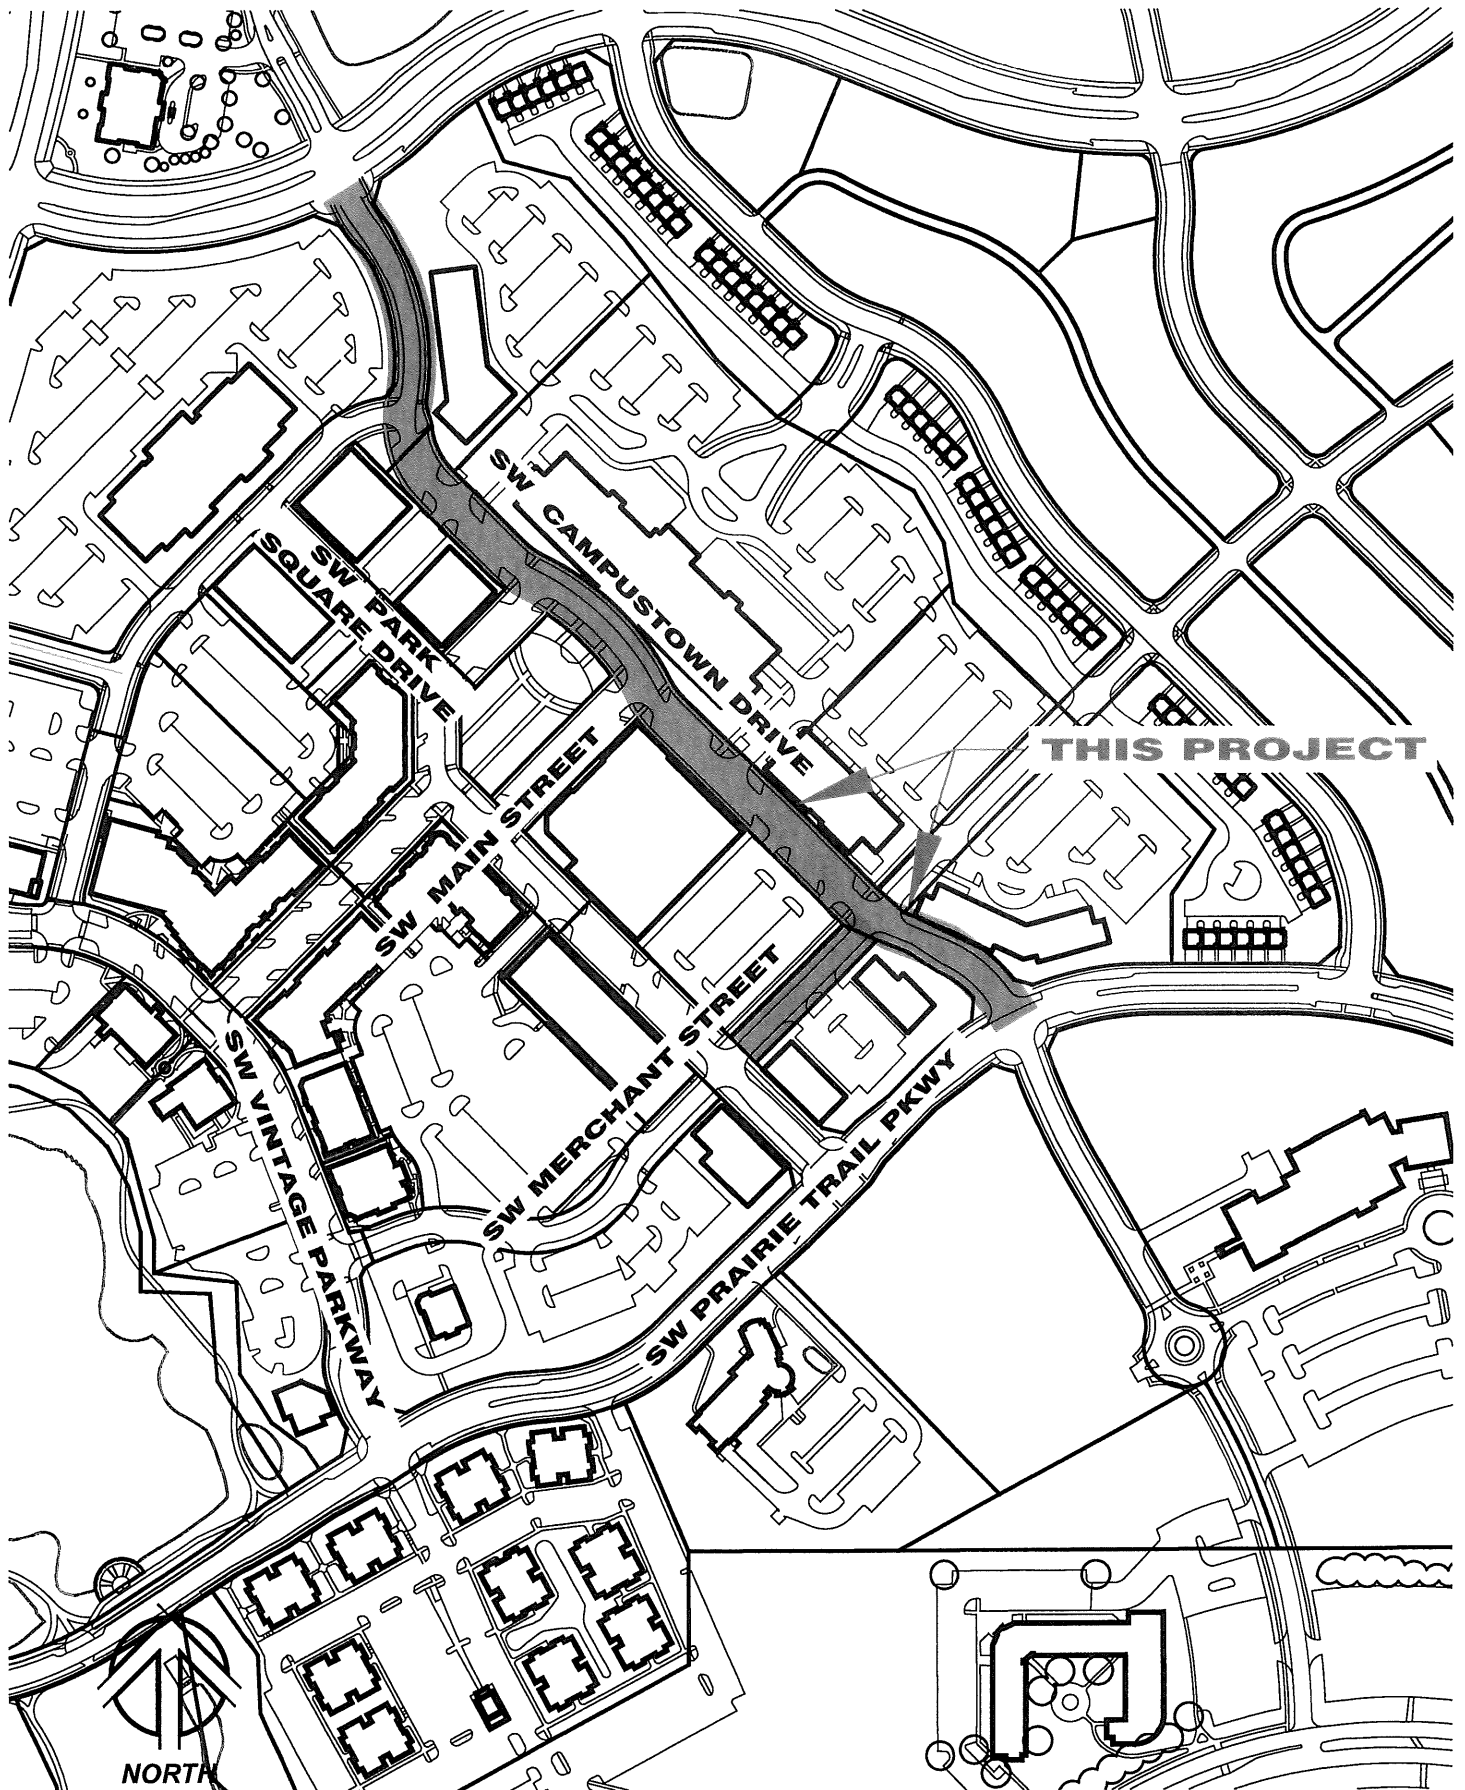 SW CAMPUSTOWN DRIVE
SW PARK
SQUARE DRIVE
THIS PROJECT
SW MAIN STREET
SW MERCHANT STREET
SW VINTAGE PARKWAY
SW PRAIRIE TRAIL PKWY
NORTH